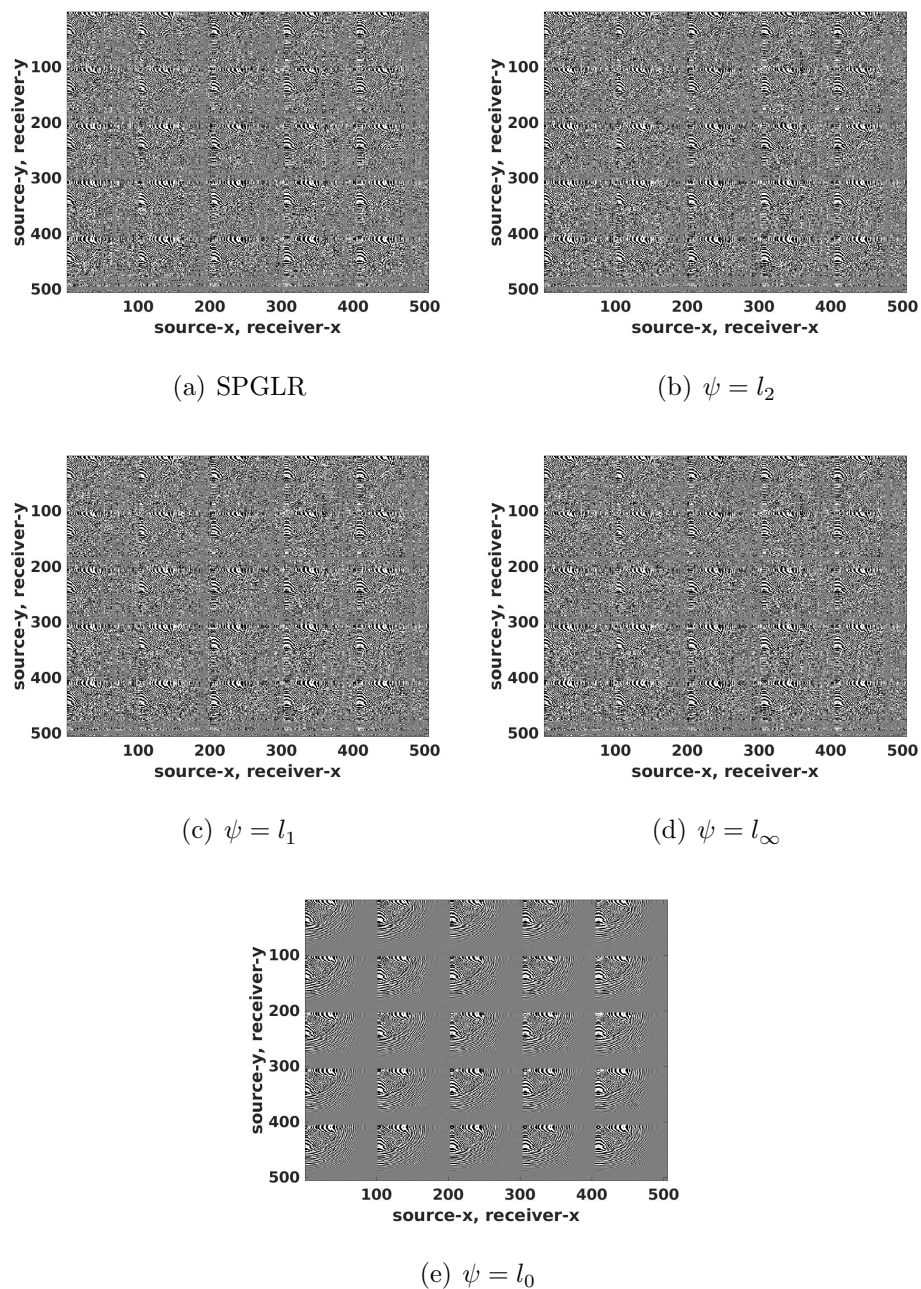 source-y, receiver-y
100
200
300
400
500
100 200 300 400 500
source-x, receiver-x
(a) SPGLR
source-y, receiver-y
100
200
300
400
500
100 200 300 400 500
source-x, receiver-x
(b) ψ = l₂
source-y, receiver-y
100
200
300
400
500
100 200 300 400 500
source-x, receiver-x
(c) ψ = l₁
source-y, receiver-y
100
200
300
400
500
100 200 300 400 500
source-x, receiver-x
(d) ψ = l∞
source-y, receiver-y
100
200
300
400
500
100 200 300 400 500
source-x, receiver-x
(e) ψ = l₀